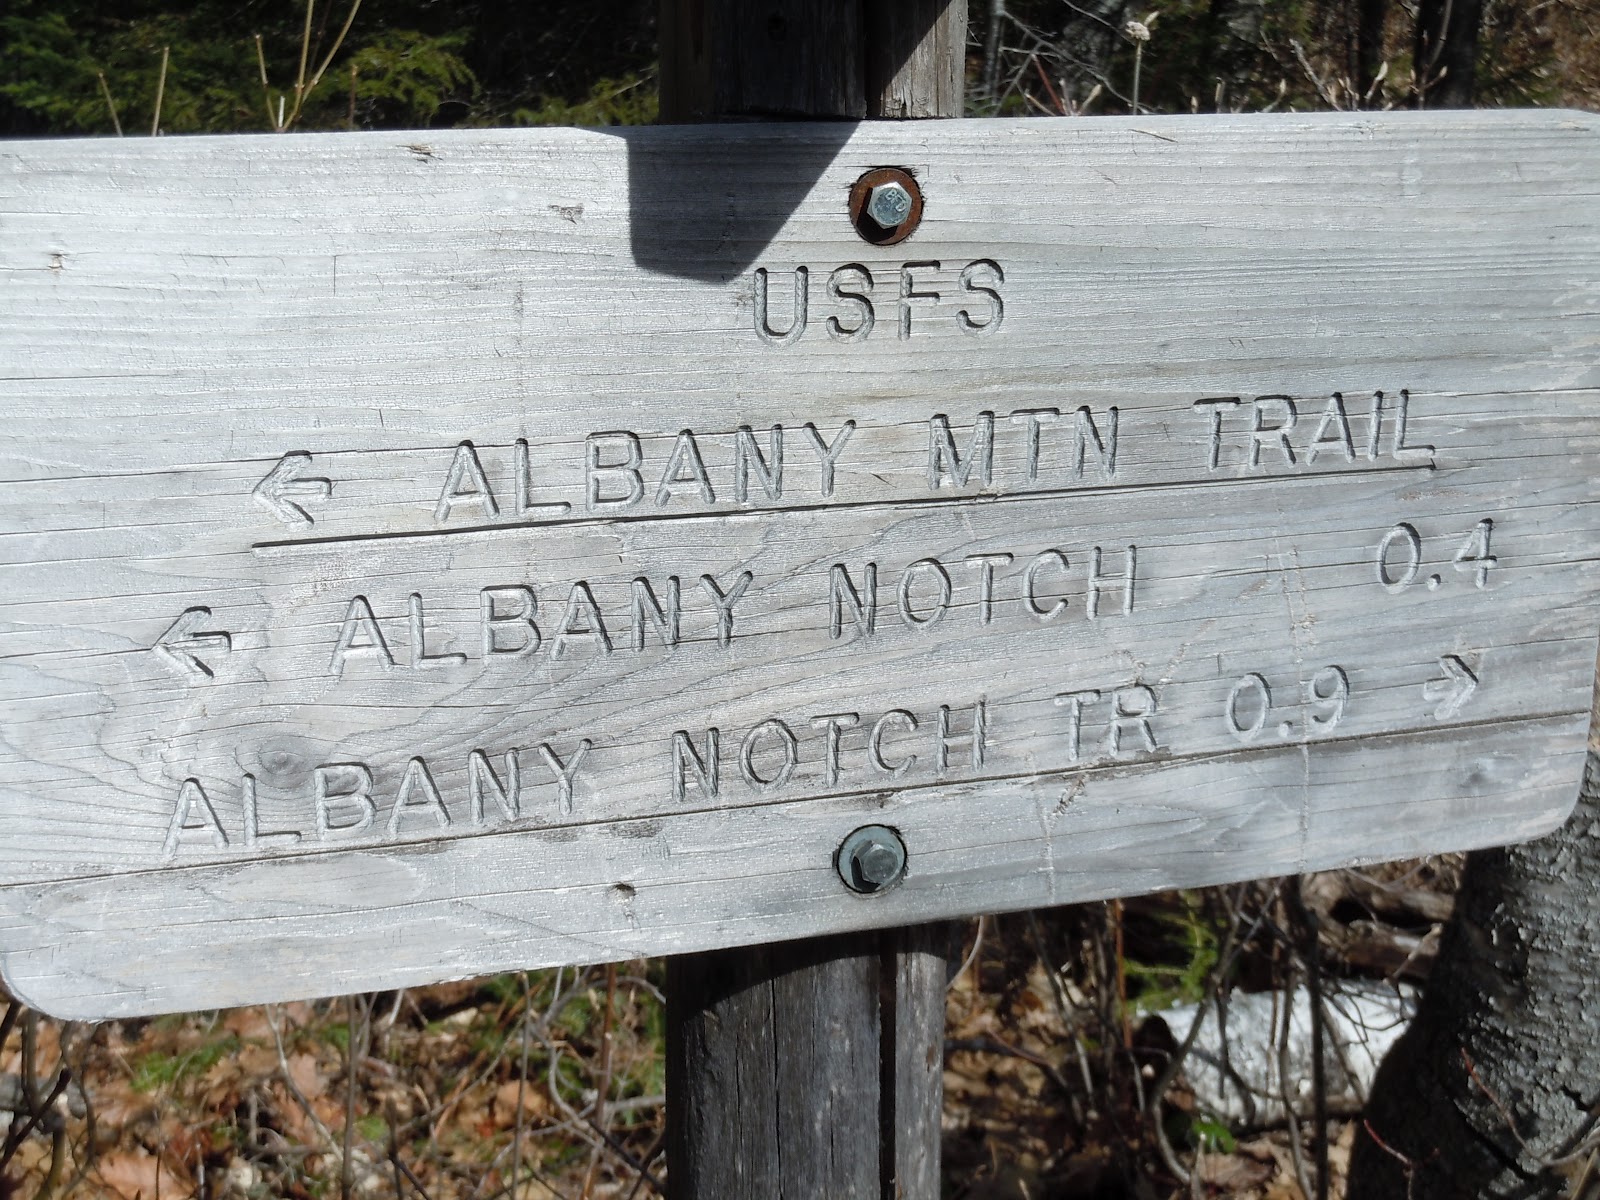 USFS
← ALBANY MTN TRAIL
← ALBANY NOTCH 0.4
ALBANY NOTCH TR 0.9 →